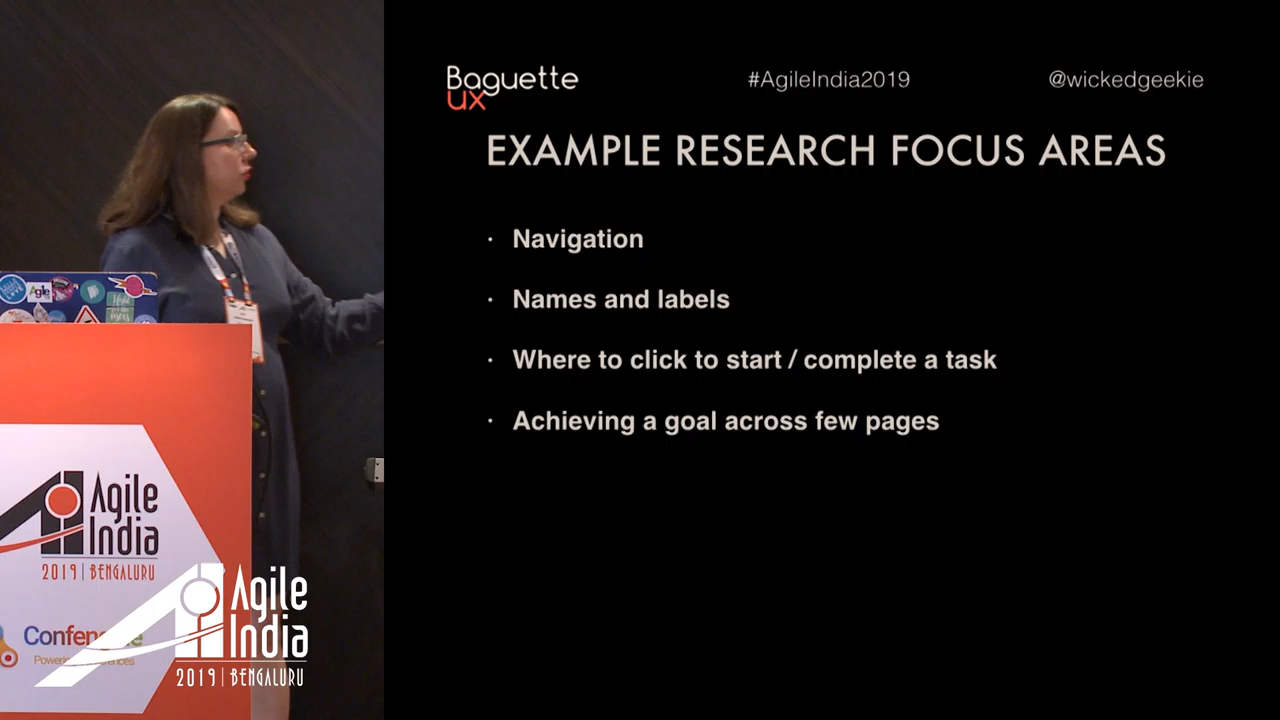 Baguette
UX
#AgileIndia2019
@wickedgeekie
EXAMPLE RESEARCH FOCUS AREAS
· Navigation
· Names and labels
· Where to click to start / complete a task
· Achieving a goal across few pages
Agile
Agile
India
2019 | BENGALURU
Agile
India
2019 | BENGALURU